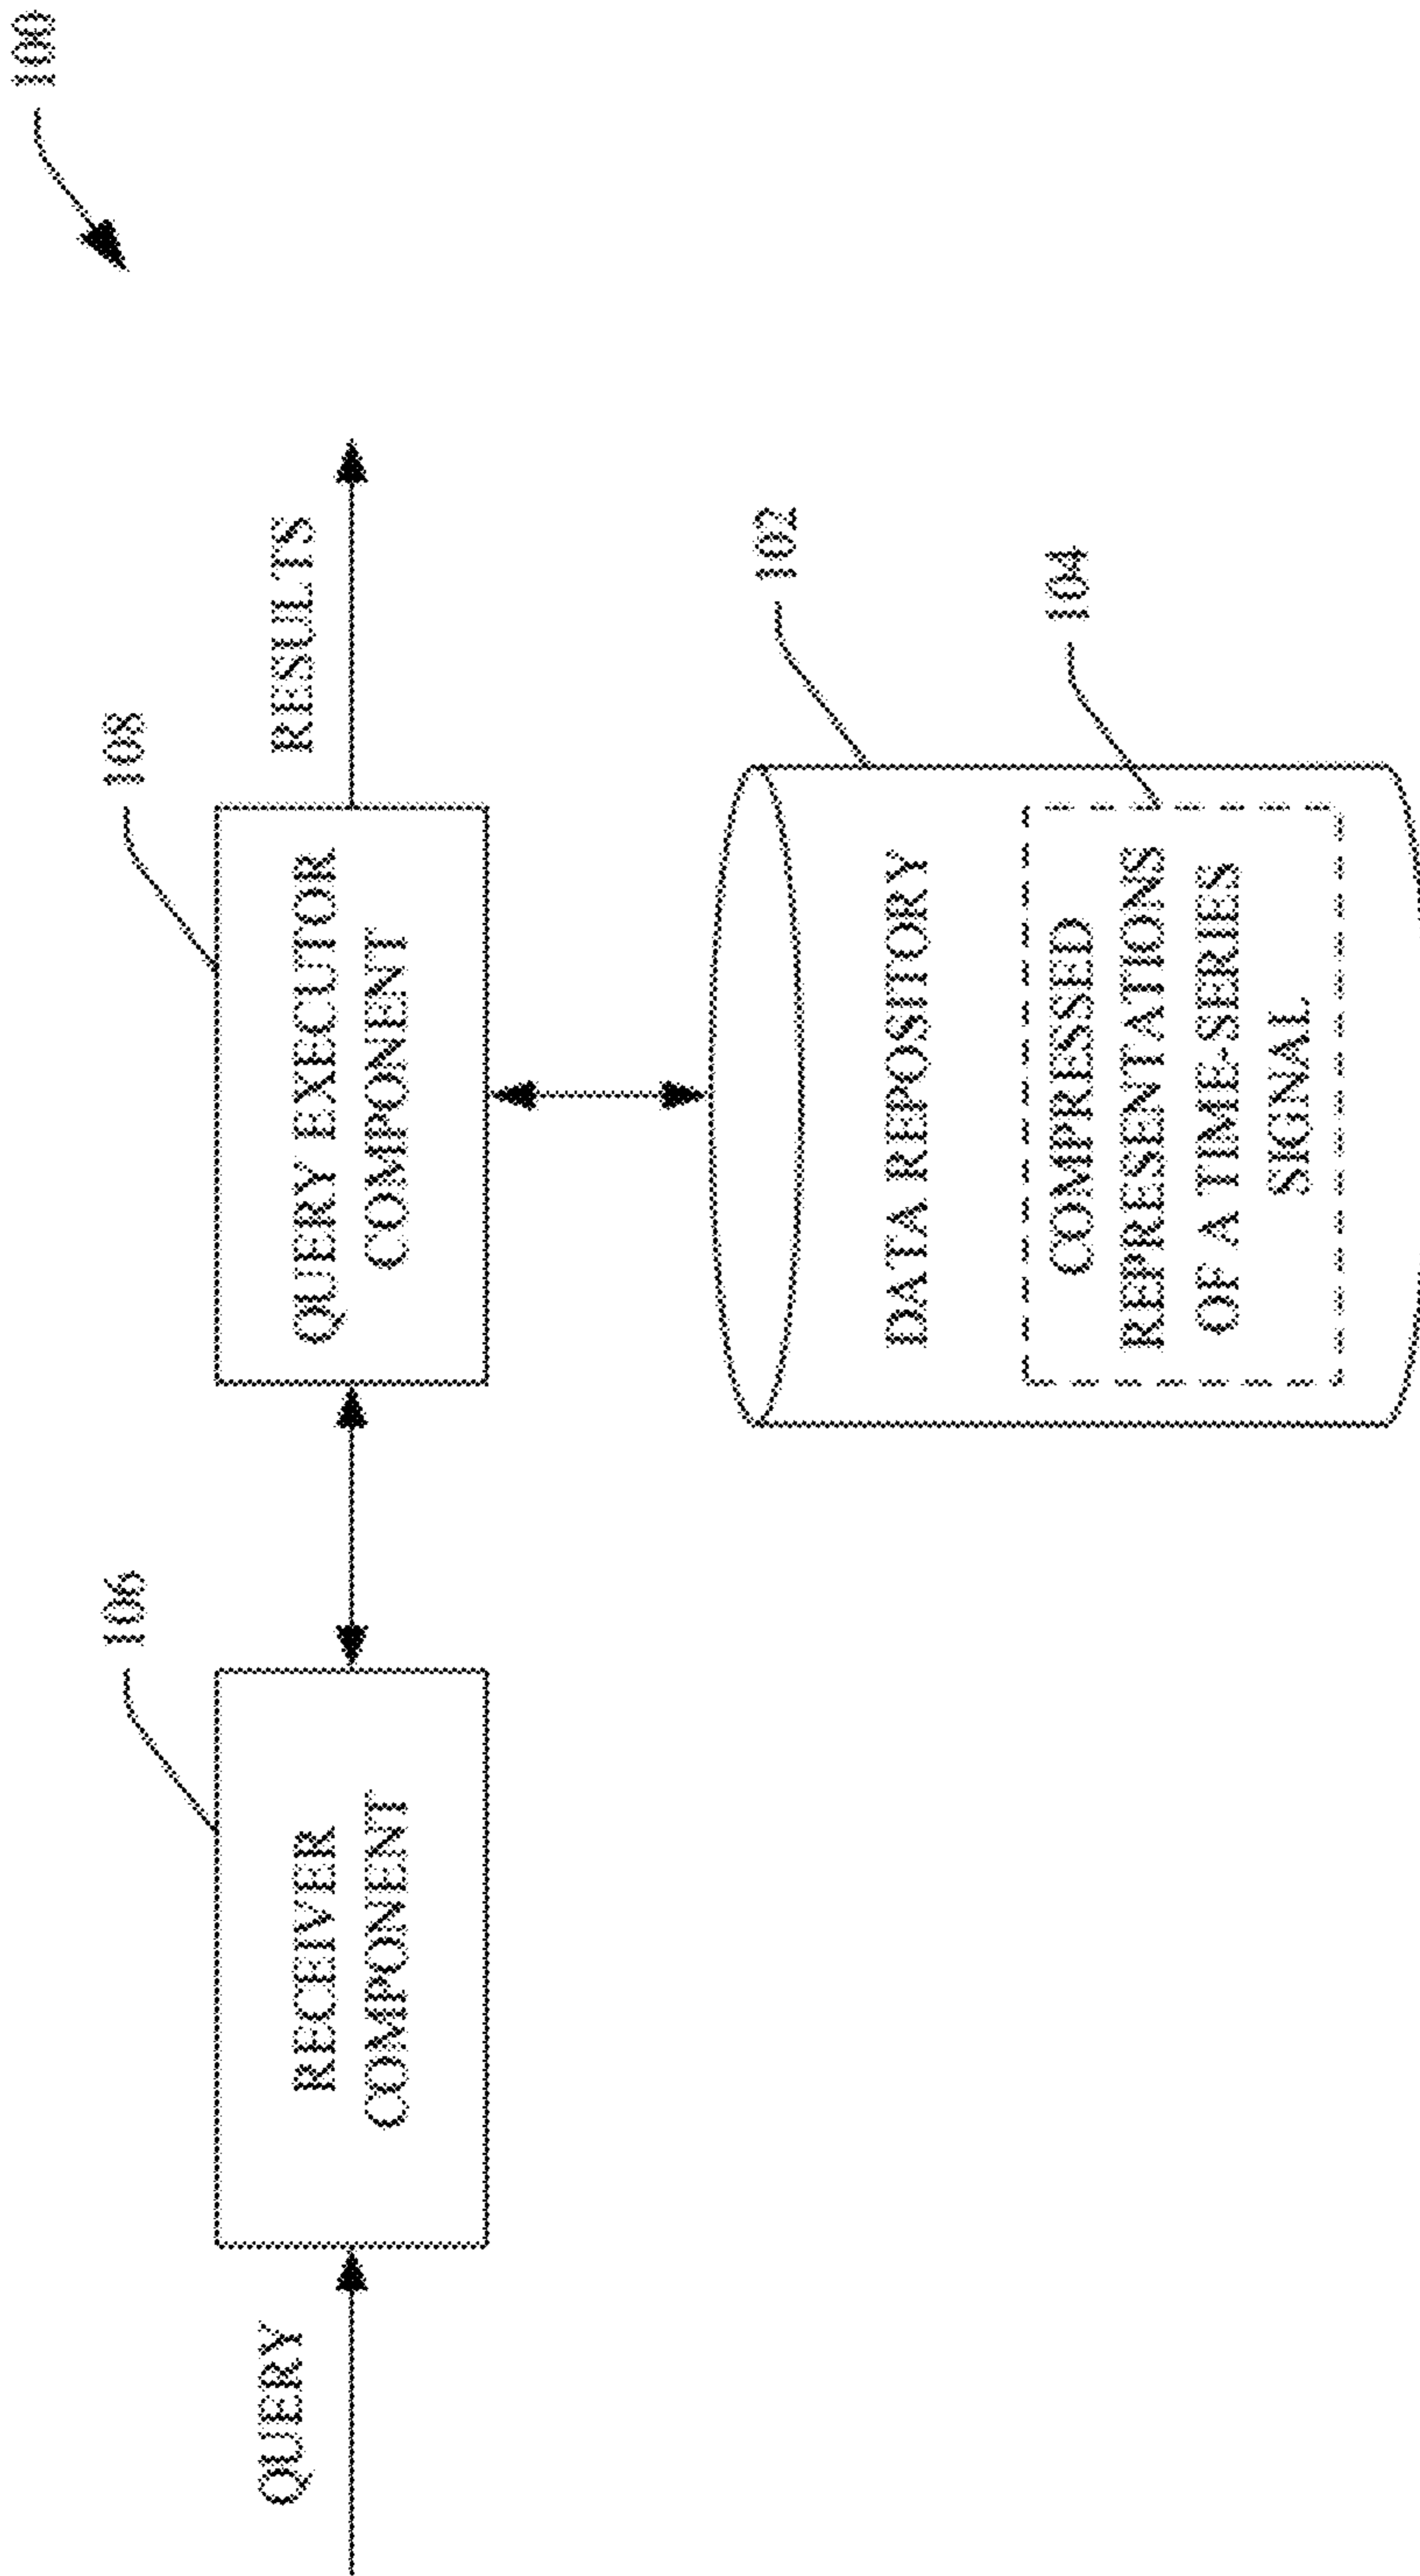 100
QUERY
106
RECEIVER
COMPONENT
108
QUERY EXECUTOR
COMPONENT
RESULTS
102
DATA REPOSITORY
104
COMPRESSED
REPRESENTATIONS
OF A TIME-SERIES
SIGNAL